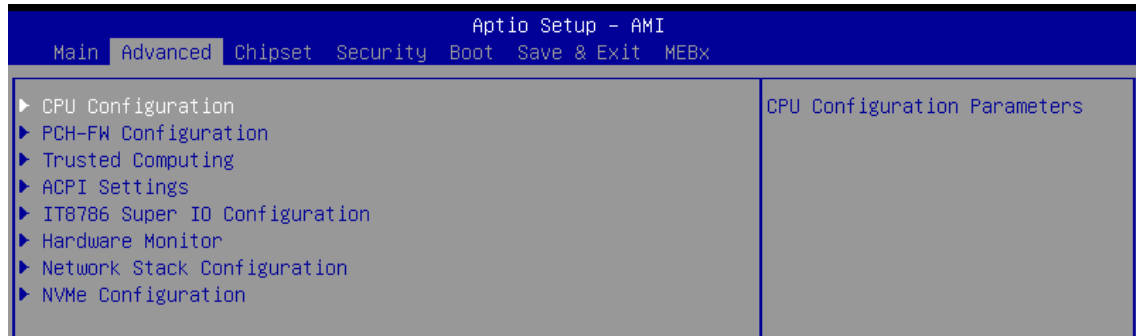 Aptio Setup – AMI
Main Advanced Chipset Security Boot Save & Exit MEBx
CPU Configuration
CPU Configuration Parameters
PCH-FW Configuration
Trusted Computing
ACPI Settings
IT8786 Super IO Configuration
Hardware Monitor
Network Stack Configuration
NVMe Configuration